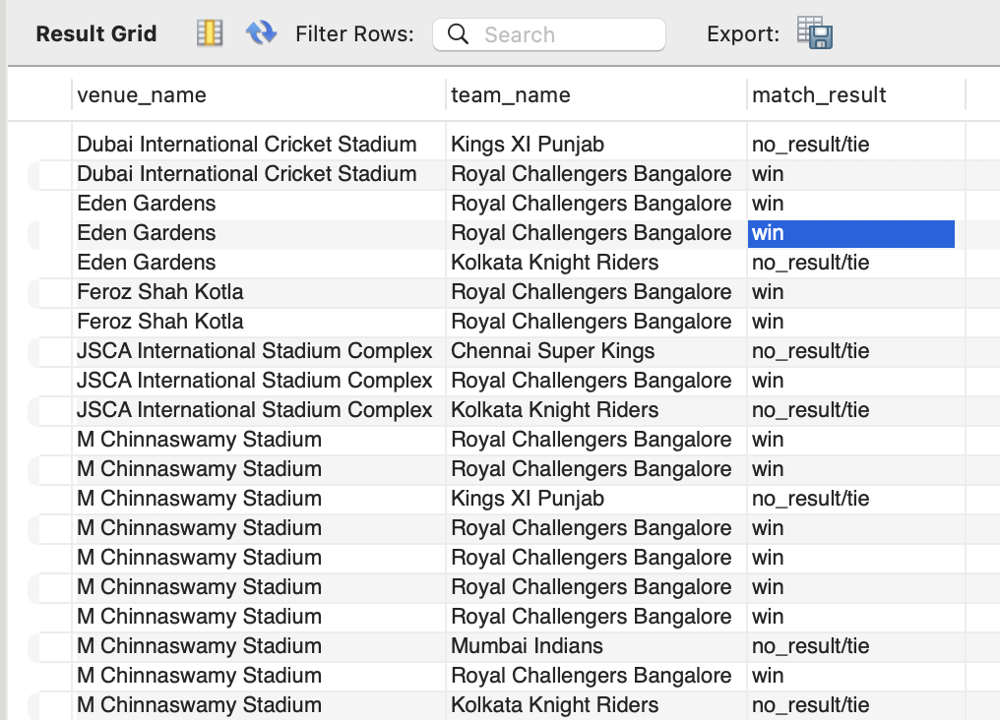 Result Grid Filter Rows: Search Export:
venue_name team_name match_result
Dubai International Cricket Stadium Kings XI Punjab no_result/tie
Dubai International Cricket Stadium Royal Challengers Bangalore win
Eden Gardens Royal Challengers Bangalore win
Eden Gardens Royal Challengers Bangalore win
Eden Gardens Kolkata Knight Riders no_result/tie
Feroz Shah Kotla Royal Challengers Bangalore win
Feroz Shah Kotla Royal Challengers Bangalore win
JSCA International Stadium Complex Chennai Super Kings no_result/tie
JSCA International Stadium Complex Royal Challengers Bangalore win
JSCA International Stadium Complex Kolkata Knight Riders no_result/tie
M Chinnaswamy Stadium Royal Challengers Bangalore win
M Chinnaswamy Stadium Royal Challengers Bangalore win
M Chinnaswamy Stadium Kings XI Punjab no_result/tie
M Chinnaswamy Stadium Royal Challengers Bangalore win
M Chinnaswamy Stadium Royal Challengers Bangalore win
M Chinnaswamy Stadium Royal Challengers Bangalore win
M Chinnaswamy Stadium Royal Challengers Bangalore win
M Chinnaswamy Stadium Mumbai Indians no_result/tie
M Chinnaswamy Stadium Royal Challengers Bangalore win
M Chinnaswamy Stadium Kolkata Knight Riders no_result/tie